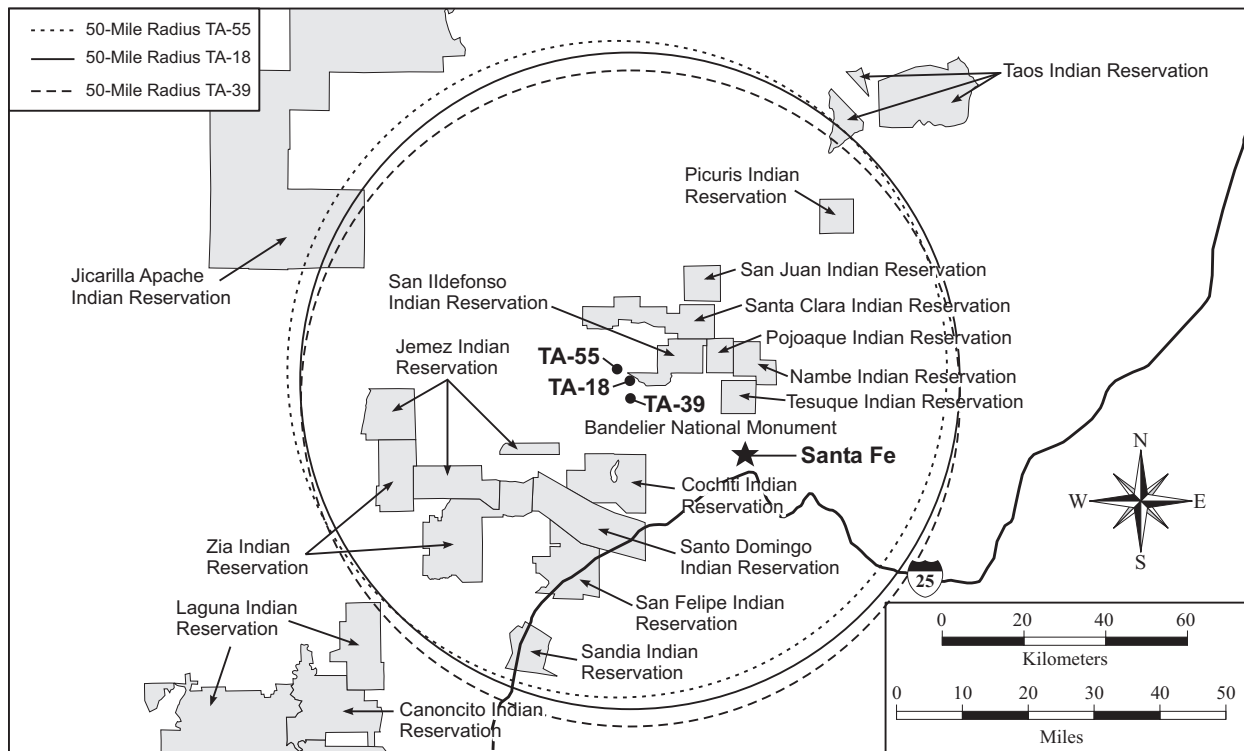 50-Mile Radius TA-55
50-Mile Radius TA-18
50-Mile Radius TA-39
Taos Indian Reservation
Picuris Indian
Reservation
Jicarilla Apache
Indian Reservation
San Ildefonso
Indian Reservation
San Juan Indian Reservation
Santa Clara Indian Reservation
Pojoaque Indian Reservation
Jemez Indian
Reservation
TA-55
TA-18
TA-39
Nambe Indian Reservation
Tesuque Indian Reservation
Bandelier National Monument
Santa Fe
Cochiti Indian
Reservation
N
W
E
S
Zia Indian
Reservation
Santo Domingo
Indian Reservation
25
San Felipe Indian
Reservation
Laguna Indian
Reservation
Sandia Indian
Reservation
Canoncito Indian
Reservation
0 20 40 60
Kilometers
0 10 20 30 40 50
Miles